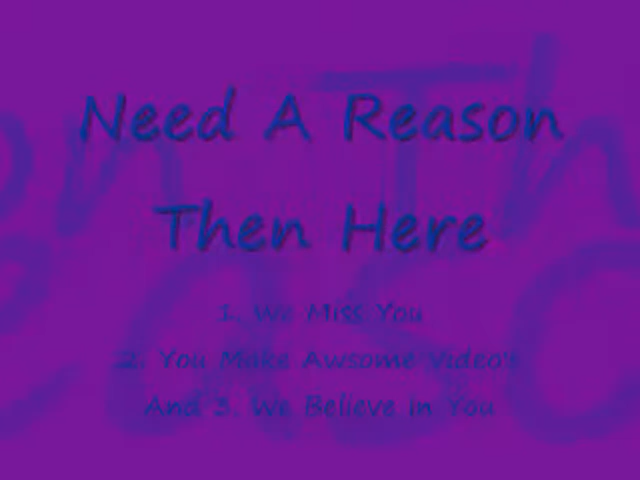 Need A Reason
Then Here
1. We Miss You
2. You Make Awsome Video's
And 3. We Believe in You